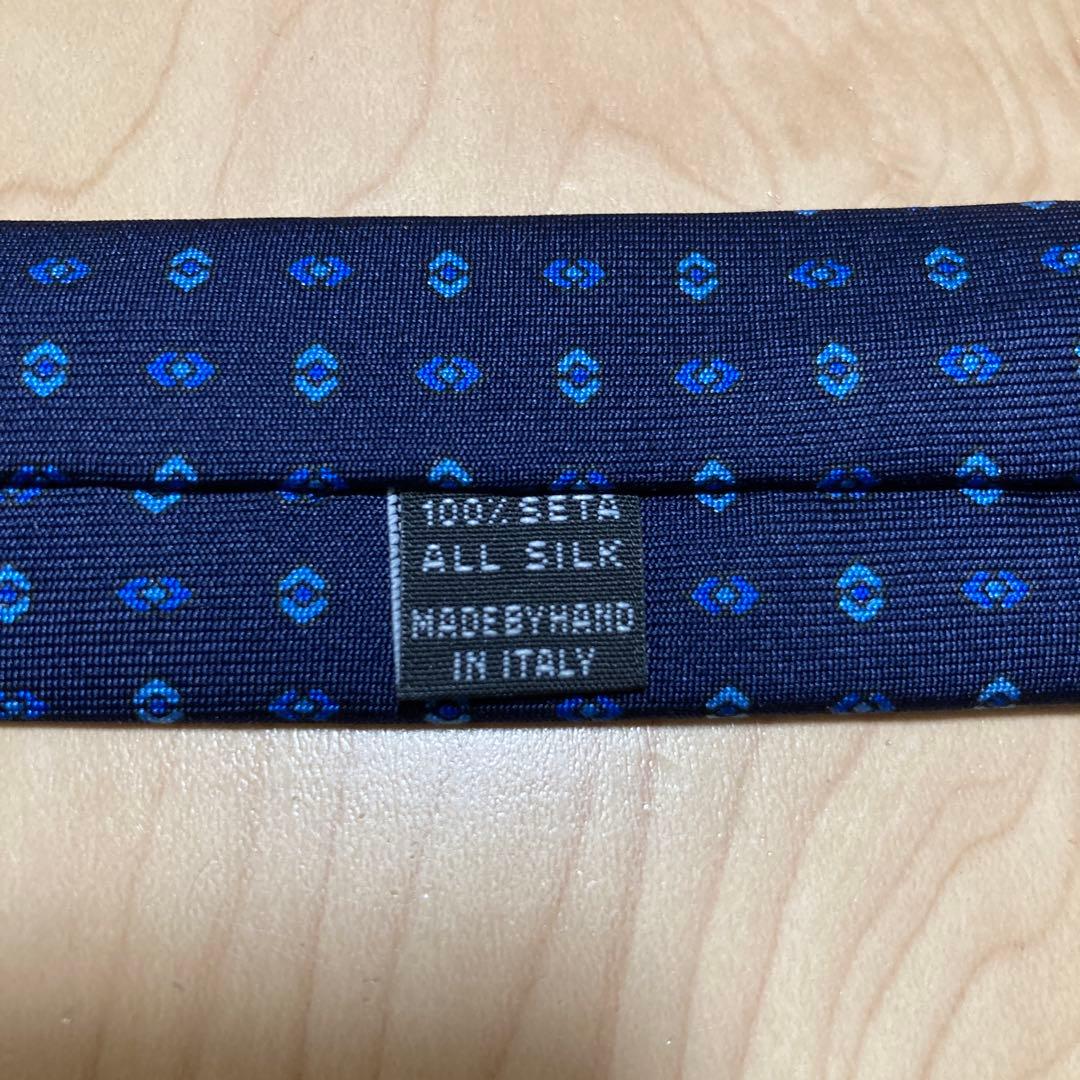 100% SETA
ALL SILK
MADEBYHAND
IN ITALY